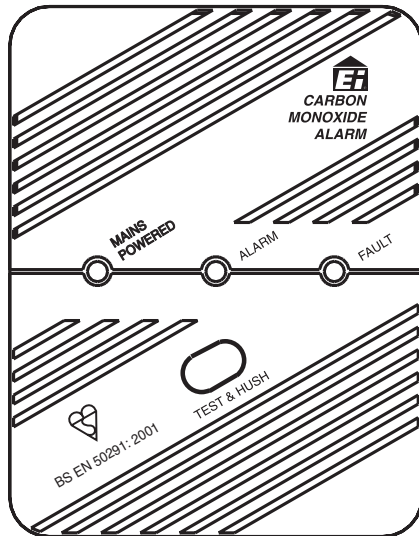 Ei
CARBON
MONOXIDE
ALARM
MAINS
POWERED
ALARM
FAULT
TEST & HUSH
BS EN 50291: 2001